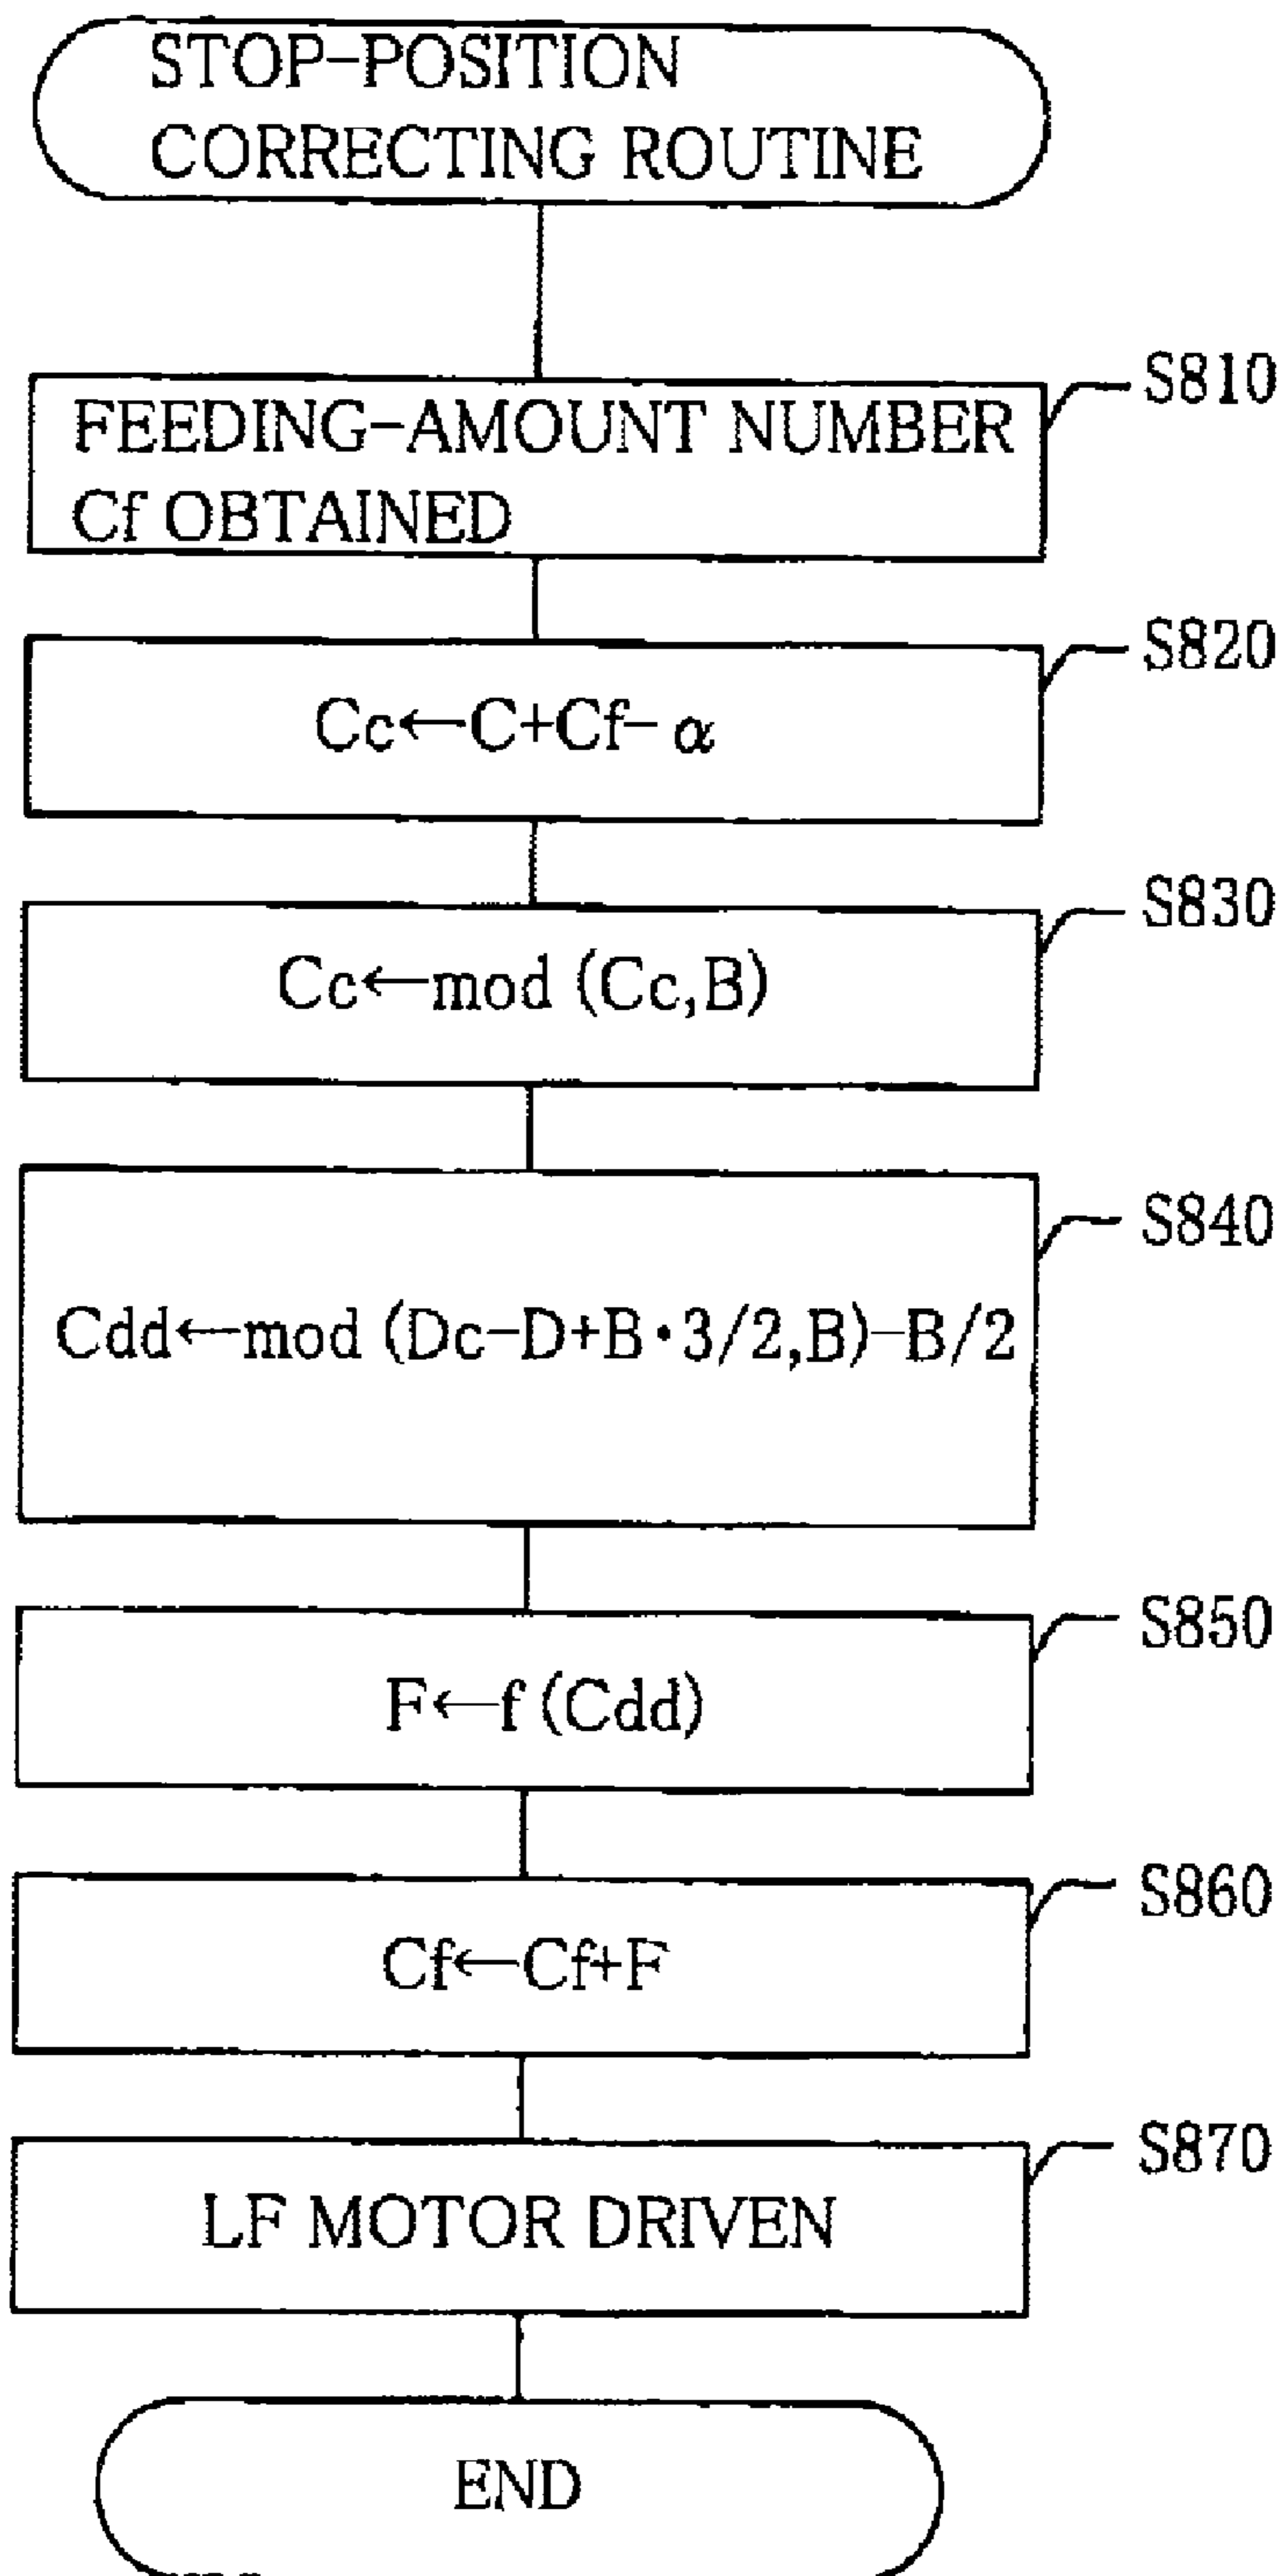 STOP-POSITION
CORRECTING ROUTINE
FEEDING-AMOUNT NUMBER
Cf OBTAINED
S810
Cc←C+Cf-α
S820
Cc←mod (Cc,B)
S830
Cdd←mod (Dc-D+B·3/2,B)-B/2
S840
F←f (Cdd)
S850
Cf←Cf+F
S860
LF MOTOR DRIVEN
S870
END